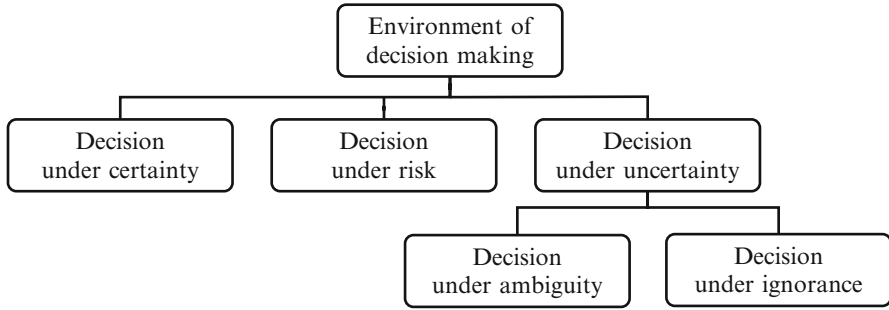 Environment of
decision making
Decision
under certainty
Decision
under risk
Decision
under uncertainty
Decision
under ambiguity
Decision
under ignorance